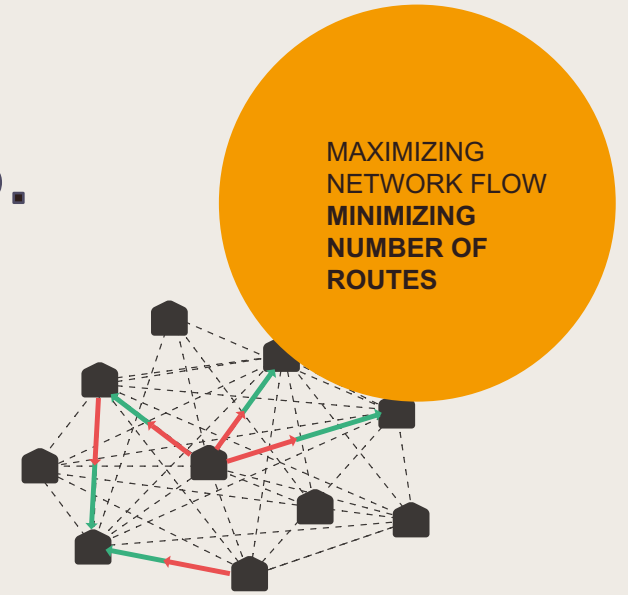 MAXIMIZING
NETWORK FLOW
MINIMIZING
NUMBER OF
ROUTES